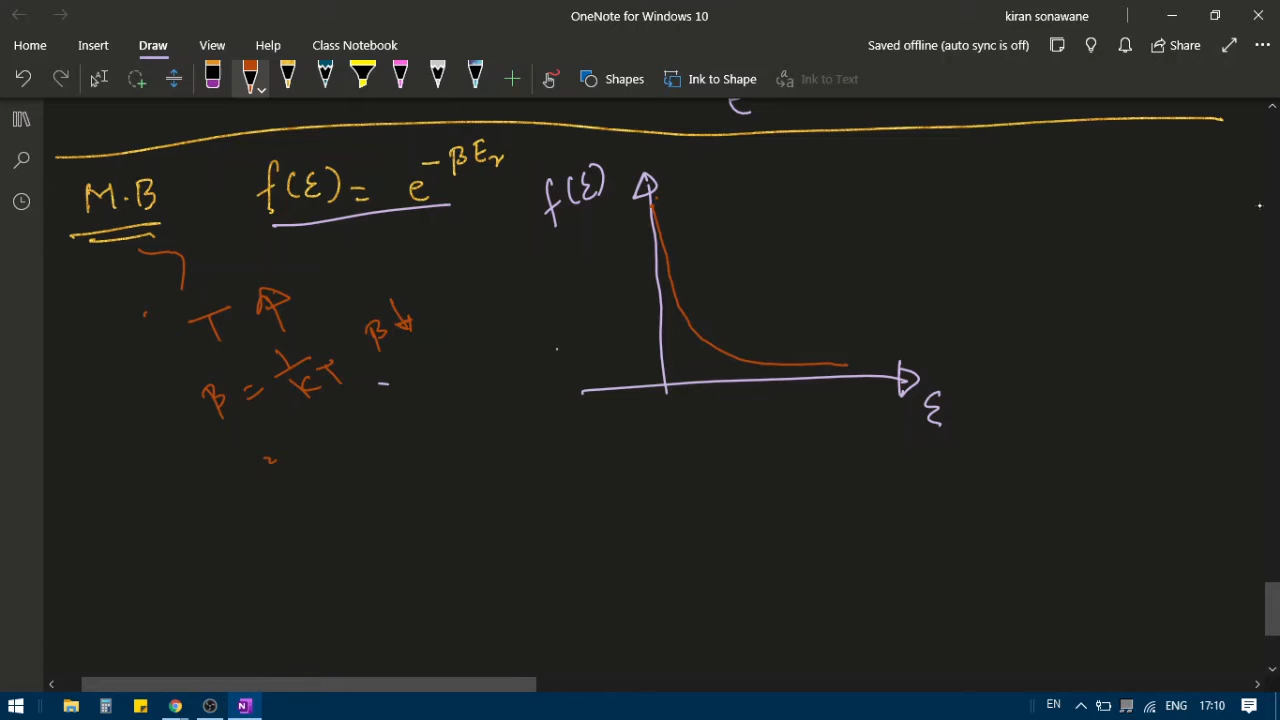 OneNote for Windows 10
kiran sonawane
Home Insert Draw View Help Class Notebook
Saved offline (auto sync is off)
Share
Shapes
Ink to Shape
Ink to Text
M.B
f(ε) = e^{-βE_r}
f(ε)
T ↑
β ↓
β = 1/KT
ε
EN
ENG
17:10